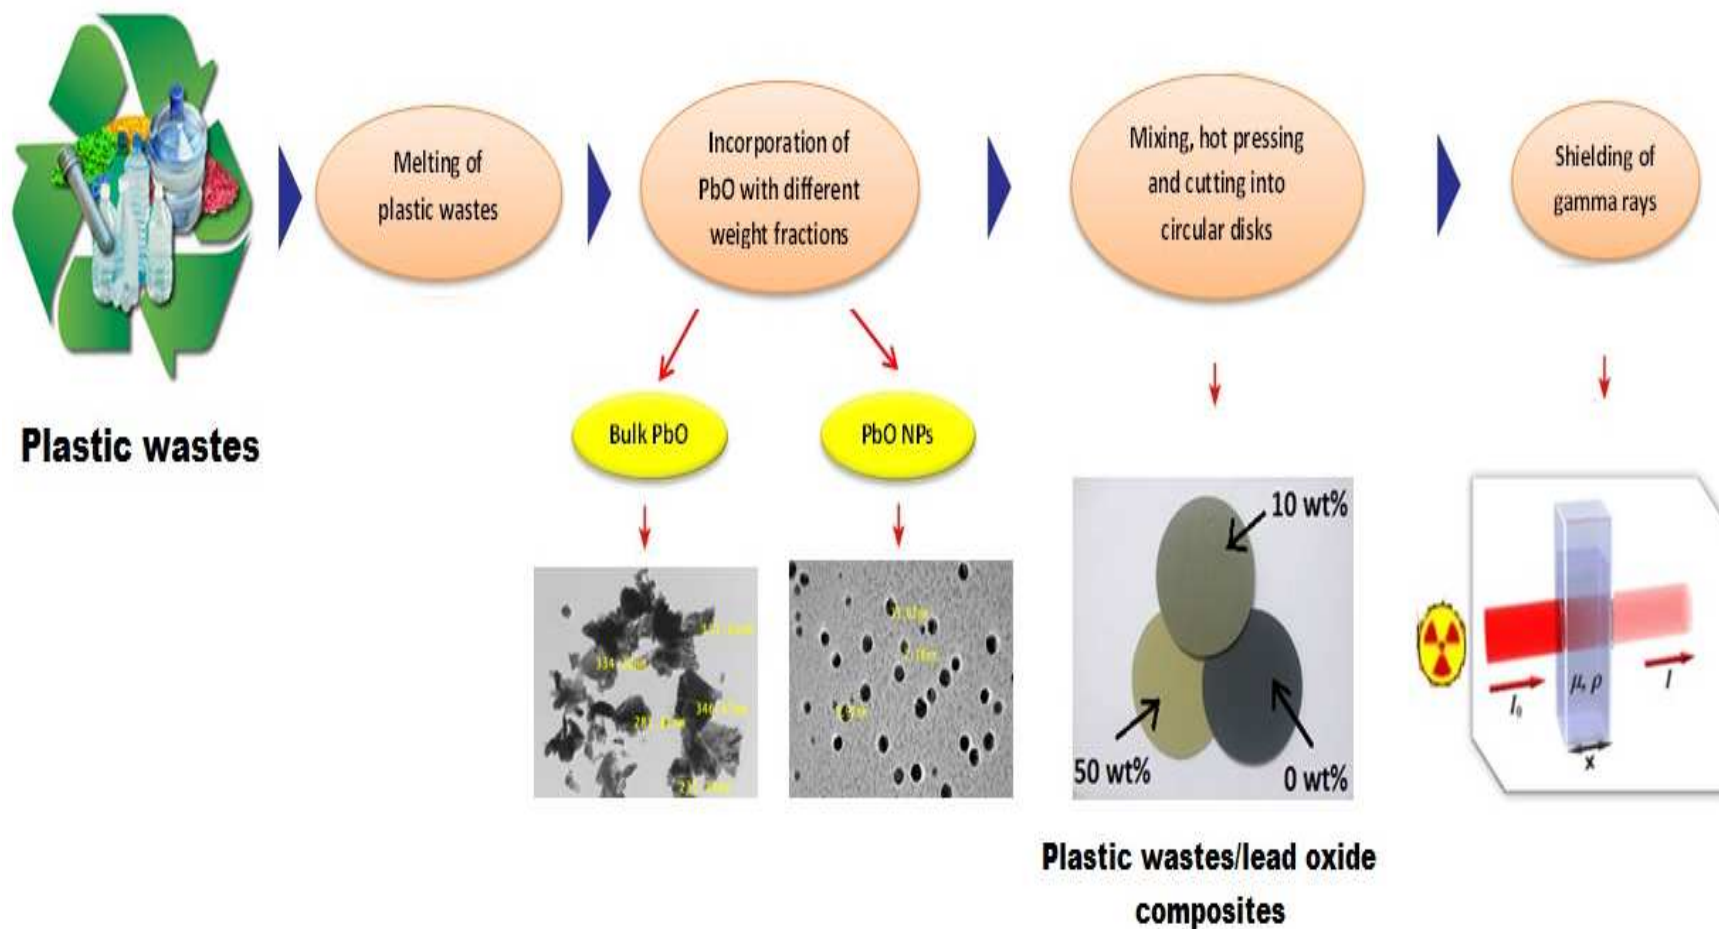 Plastic wastes
Melting of
plastic wastes
Incorporation of
PbO with different
weight fractions
Bulk PbO
PbO NPs
Mixing, hot pressing
and cutting into
circular disks
10 wt%
50 wt%
0 wt%
Plastic wastes/lead oxide
composites
Shielding of
gamma rays
I₀
μ, ρ
I
x